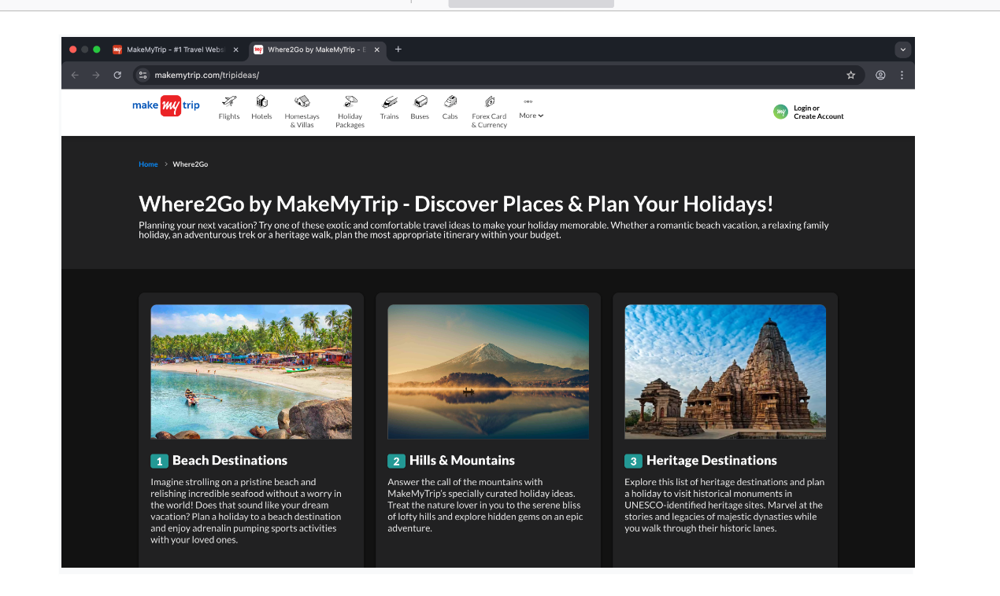 MakeMyTrip - #1 Travel Webs
Where2Go by MakeMyTrip -
makemytrip.com/tripideas/
make my trip
Flights
Hotels
Homestays
& Villas
Holiday
Packages
Trains
Buses
Cabs
Forex Card
& Currency
More
my
Login or
Create Account
Home > Where2Go
Where2Go by MakeMyTrip - Discover Places & Plan Your Holidays!
Planning your next vacation? Try one of these exotic and comfortable travel ideas to make your holiday memorable. Whether a romantic beach vacation, a relaxing family
holiday, an adventurous trek or a heritage walk, plan the most appropriate itinerary within your budget.
1 Beach Destinations
Imagine strolling on a pristine beach and
relishing incredible seafood without a worry in
the world! Does that sound like your dream
vacation? Plan a holiday to a beach destination
and enjoy adrenalin pumping sports activities
with your loved ones.
2 Hills & Mountains
Answer the call of the mountains with
MakeMyTrip's specially curated holiday ideas.
Treat the nature lover in you to the serene bliss
of lofty hills and explore hidden gems on an epic
adventure.
3 Heritage Destinations
Explore this list of heritage destinations and plan
a holiday to visit historical monuments in
UNESCO-identified heritage sites. Marvel at the
stories and legacies of majestic dynasties while
you walk through their historic lanes.